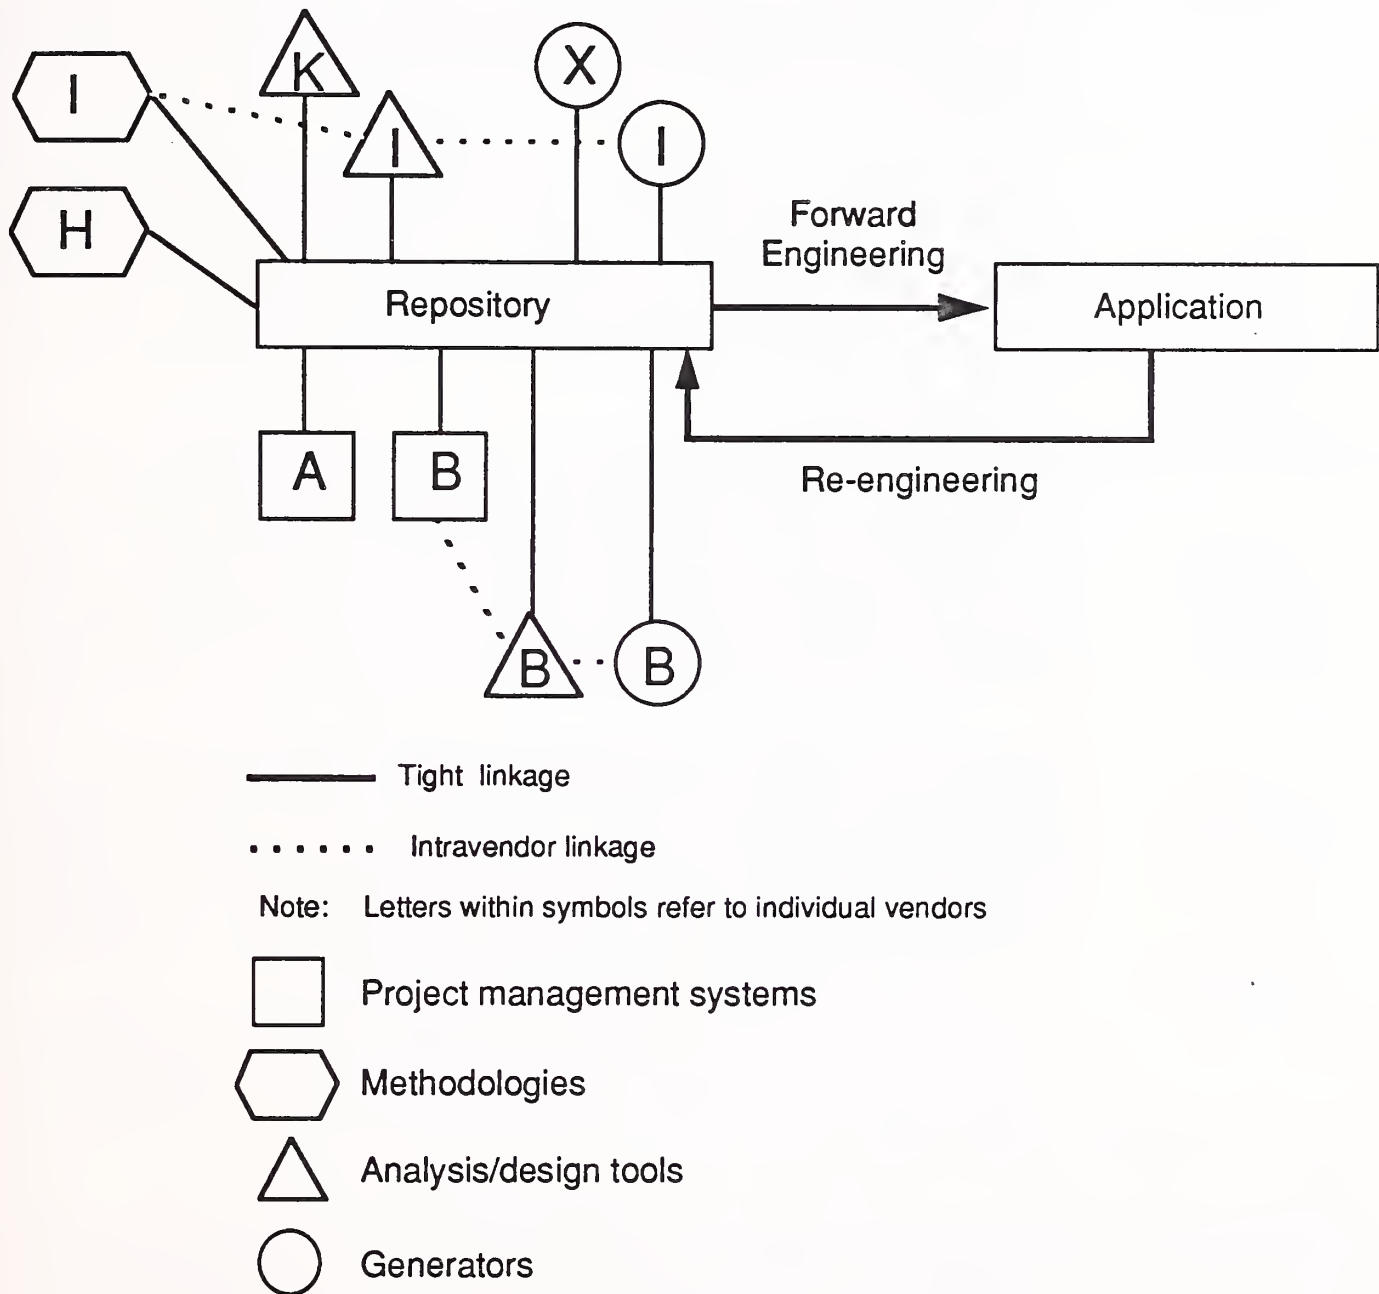 K
X
I
I
I
H
Forward
Engineering
Repository
Application
A
B
Re-engineering
B
B
Tight linkage
Intravendor linkage
Note: Letters within symbols refer to individual vendors
Project management systems
Methodologies
Analysis/design tools
Generators